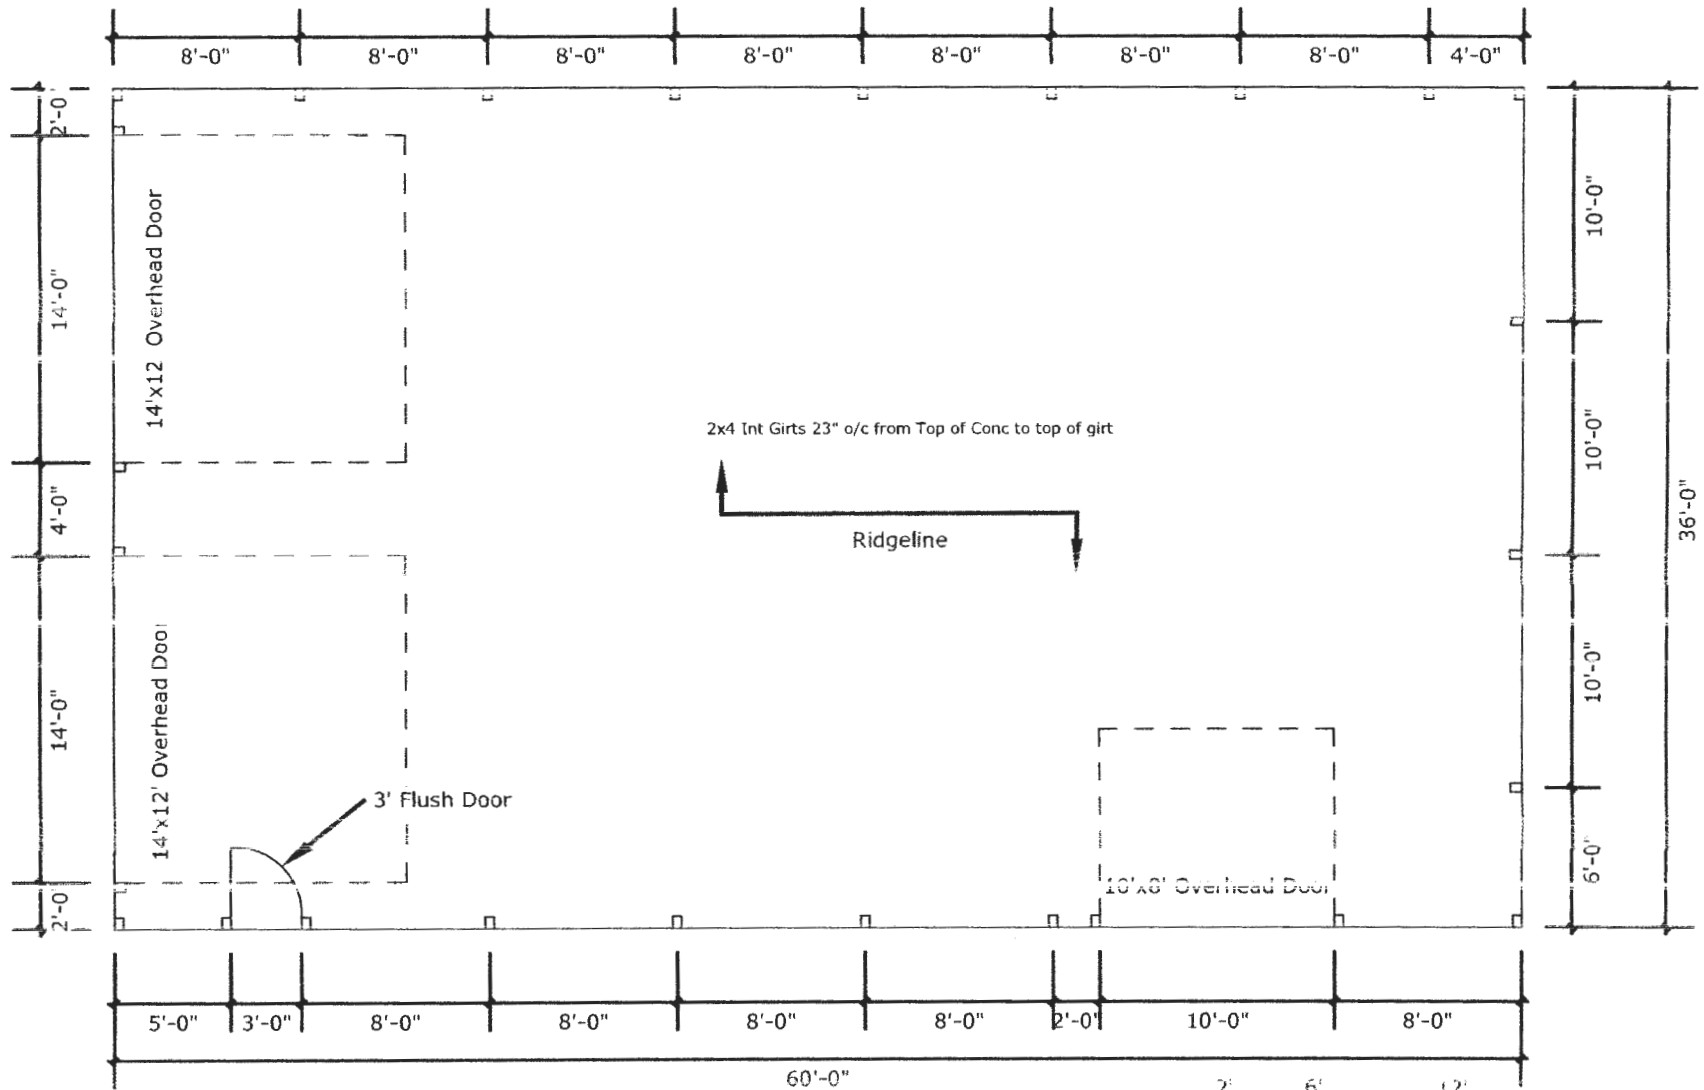 8'-0" 8'-0" 8'-0" 8'-0" 8'-0" 8'-0" 8'-0" 4'-0"
2'-0
14'-0"
4'-0"
14'-0"
2'-0
14'x12 Overhead Door
14'x12' Overhead Door
2x4 Int Girts 23" o/c from Top of Conc to top of girt
Ridgeline
3' Flush Door
10'x8' Overhead Door
10'-0"
10'-0"
10'-0"
6'-0"
36'-0"
5'-0" 3'-0" 8'-0" 8'-0" 8'-0" 8'-0" 2'-0" 10'-0" 8'-0"
60'-0"